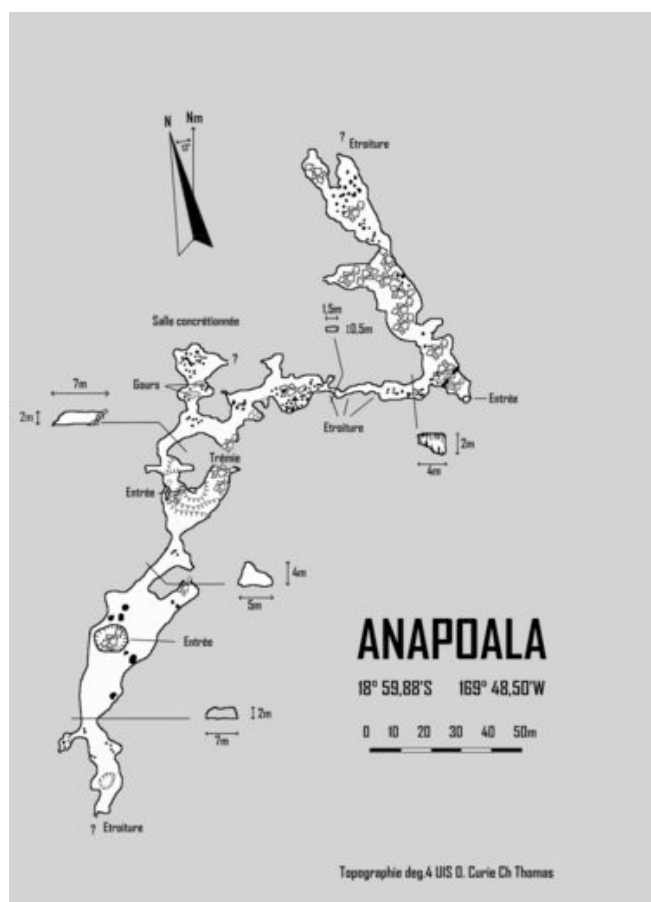 N Nm
? Etroiture
1,5m
0,5m
Salle concrétionnée
?
7m
Gours
2m
Entrée
Etroiture
2m
4m
Trémie
Entrée
4m
5m
Entrée
2m
7m
? Etroiture
ANAPOALA
18° 59,88'S 169° 48,50'W
0 10 20 30 40 50m
Topographie deg.4 UIS O. Curie Ch Thomas